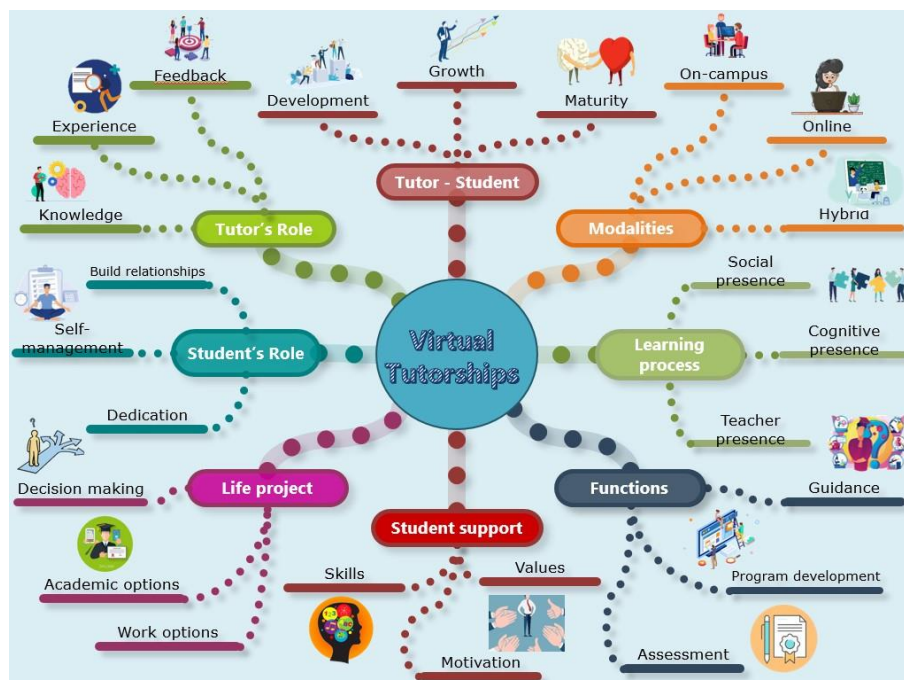 Feedback
Growth
On-campus
Development
Maturity
Experience
Online
Tutor - Student
Knowledge
Tutor's Role
Modalities
Hybrid
Build relationships
Social
presence
Self-
management
Student's Role
Virtual
Tutorships
Learning
process
Cognitive
presence
Dedication
Teacher
presence
Decision making
Life project
Functions
Guidance
Student support
Academic options
Skills
Values
Program development
Work options
Motivation
Assessment